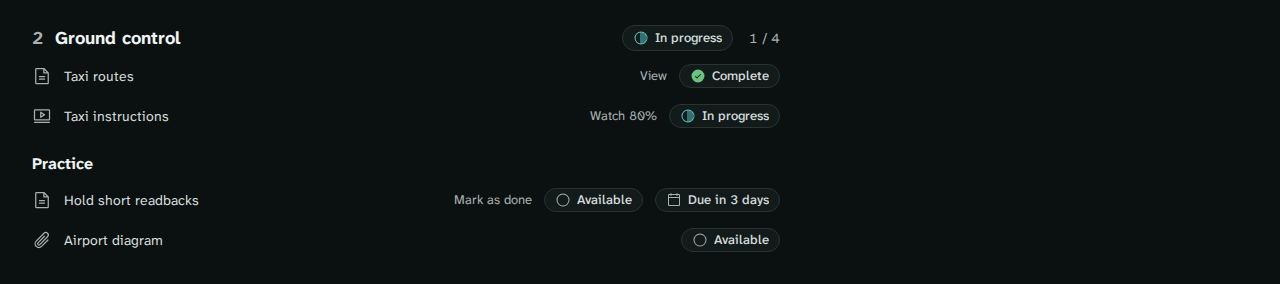 2 Ground control In progress 1 / 4
Taxi routes View Complete
Taxi instructions Watch 80% In progress
Practice
Hold short readbacks Mark as done Available Due in 3 days
Airport diagram Available